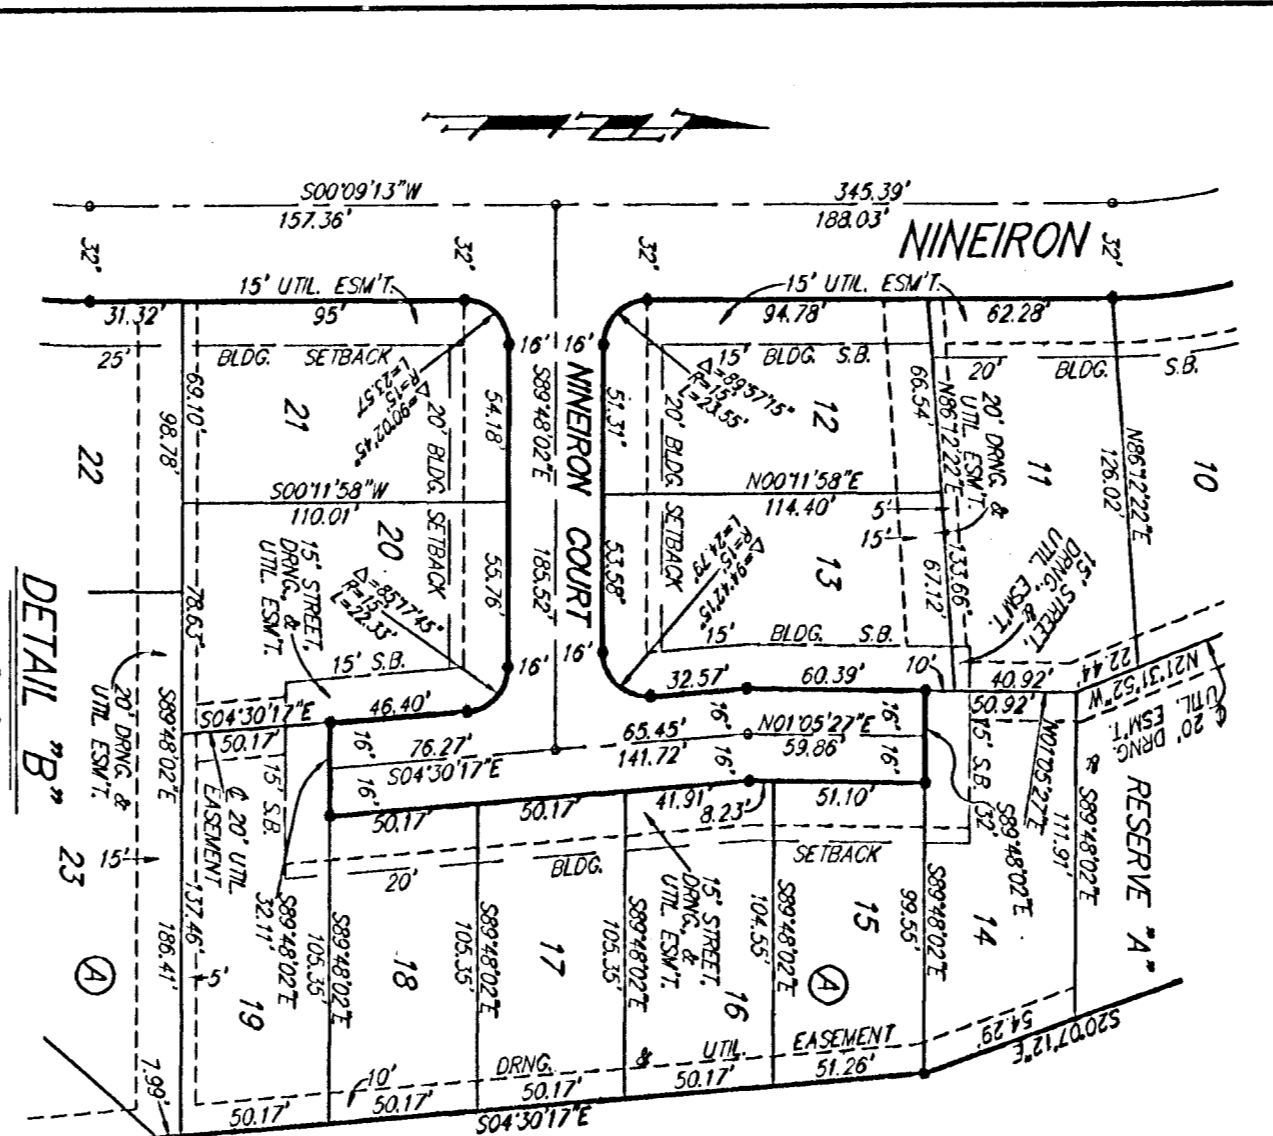 S00°09'13"W
157.36'
345.39'
188.03'
NINEIRON
32'
32'
32'
32'
15' UTIL. ESM'T.
15' UTIL. ESM'T.
31.32'
95'
94.78'
62.28'
25'
BLDG. SETBACK
16'
16'
15' BLDG. S.B.
20' BLDG. S.B.
Δ=90°02'45"
R=15'
L=23.57'
Δ=89°57'15"
R=15'
L=23.55'
69.10'
98.78'
21
22
20' BLDG. SETBACK
54.18'
S89°48'02"E
NINEIRON COURT
51.31'
20' BLDG. SETBACK
12
66.54'
N86°12'22"E
20' DRNG &
UTIL ESM'T.
11
N86°12'22"E
126.02'
10
S00°11'58"W
110.01'
N00°11'58"E
114.40'
5'
15'
20
15' STREET,
DRNG., &
UTIL. ESM'T.
Δ=85°17'45"
R=15'
L=22.33'
55.76'
185.52'
53.58'
Δ=94°42'15"
R=15'
L=24.79'
13
67.12'
133.66'
15' STREET,
DRNG, &
UTIL ESM'T.
DETAIL "B"
78.63'
15' S.B.
16'
16'
15' BLDG. S.B.
10'
40.92'
22.44'
N21°31'52"W
20' DRNG &
UTIL ESM'T.
S89°48'02"E
S04°30'17"E
46.40'
32.57'
60.39'
50.92'
50.17'
16'
16'
76.27'
S04°30'17"E
65.45'
141.72'
16'
16'
N01°05'27"E
59.86'
16'
16'
15' S.B.
N01°05'27"E
℄ 20' DRNG. &
UTIL. ESM'T.
RESERVE "A"
15' S.B.
℄ 20' UTIL.
EASEMENT
50.17'
50.17'
41.91'
8.23'
51.10'
32'
S89°48'02"E
111.91'
S89°48'02"E
23
15'
20'
BLDG.
SETBACK
137.46'
186.41'
S89°48'02"E
32.11'
S89°48'02"E
105.35'
S89°48'02"E
105.35'
S89°48'02"E
105.35'
15' STREET,
DRNG., &
UTIL ESM'T.
S89°48'02"E
104.55'
S89°48'02"E
99.55'
A
5'
19
18
17
16
15
14
A
7.99'
10'
DRNG. & UTIL. EASEMENT
54.29'
S20°07'12"E
50.17'
50.17'
50.17'
50.17'
51.26'
S04°30'17"E